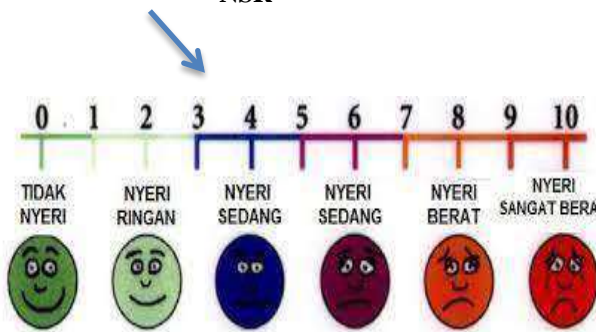 0 1 2 3 4 5 6 7 8 9 10
TIDAK NYERI
NYERI RINGAN
NYERI SEDANG
NYERI SEDANG
NYERI BERAT
NYERI SANGAT BERA